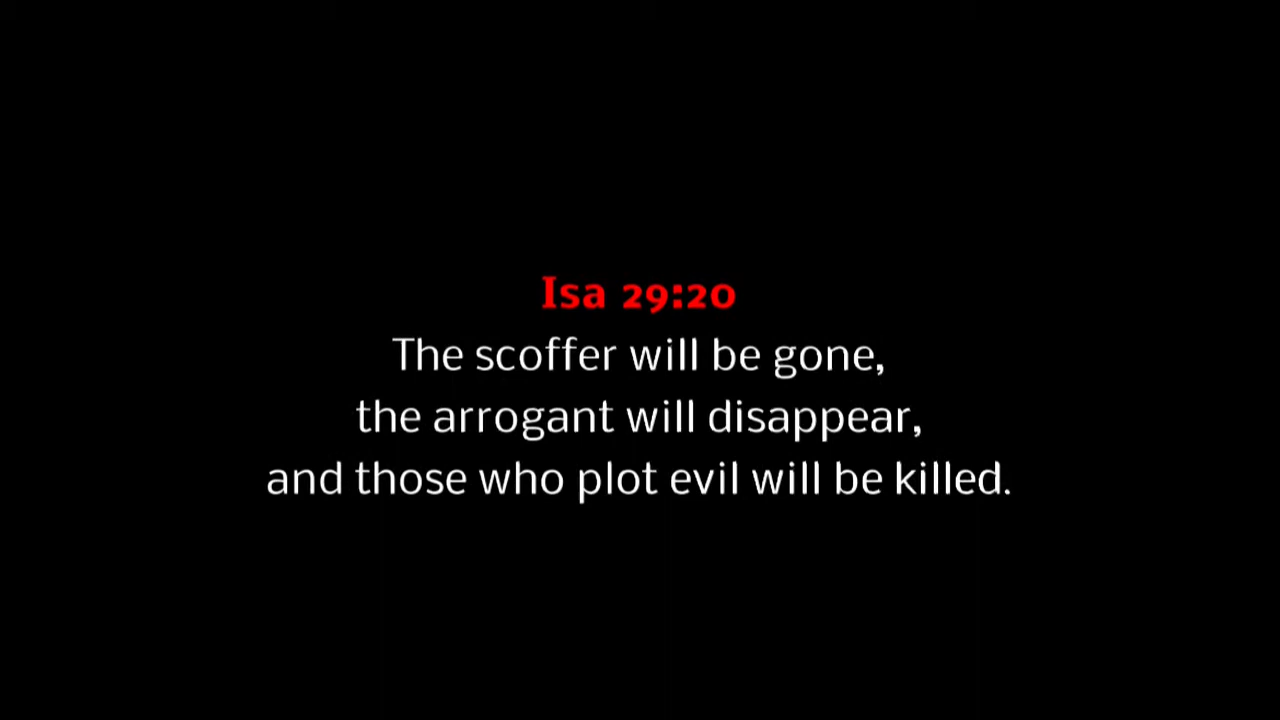 Isa 29:20
The scoffer will be gone,
the arrogant will disappear,
and those who plot evil will be killed.